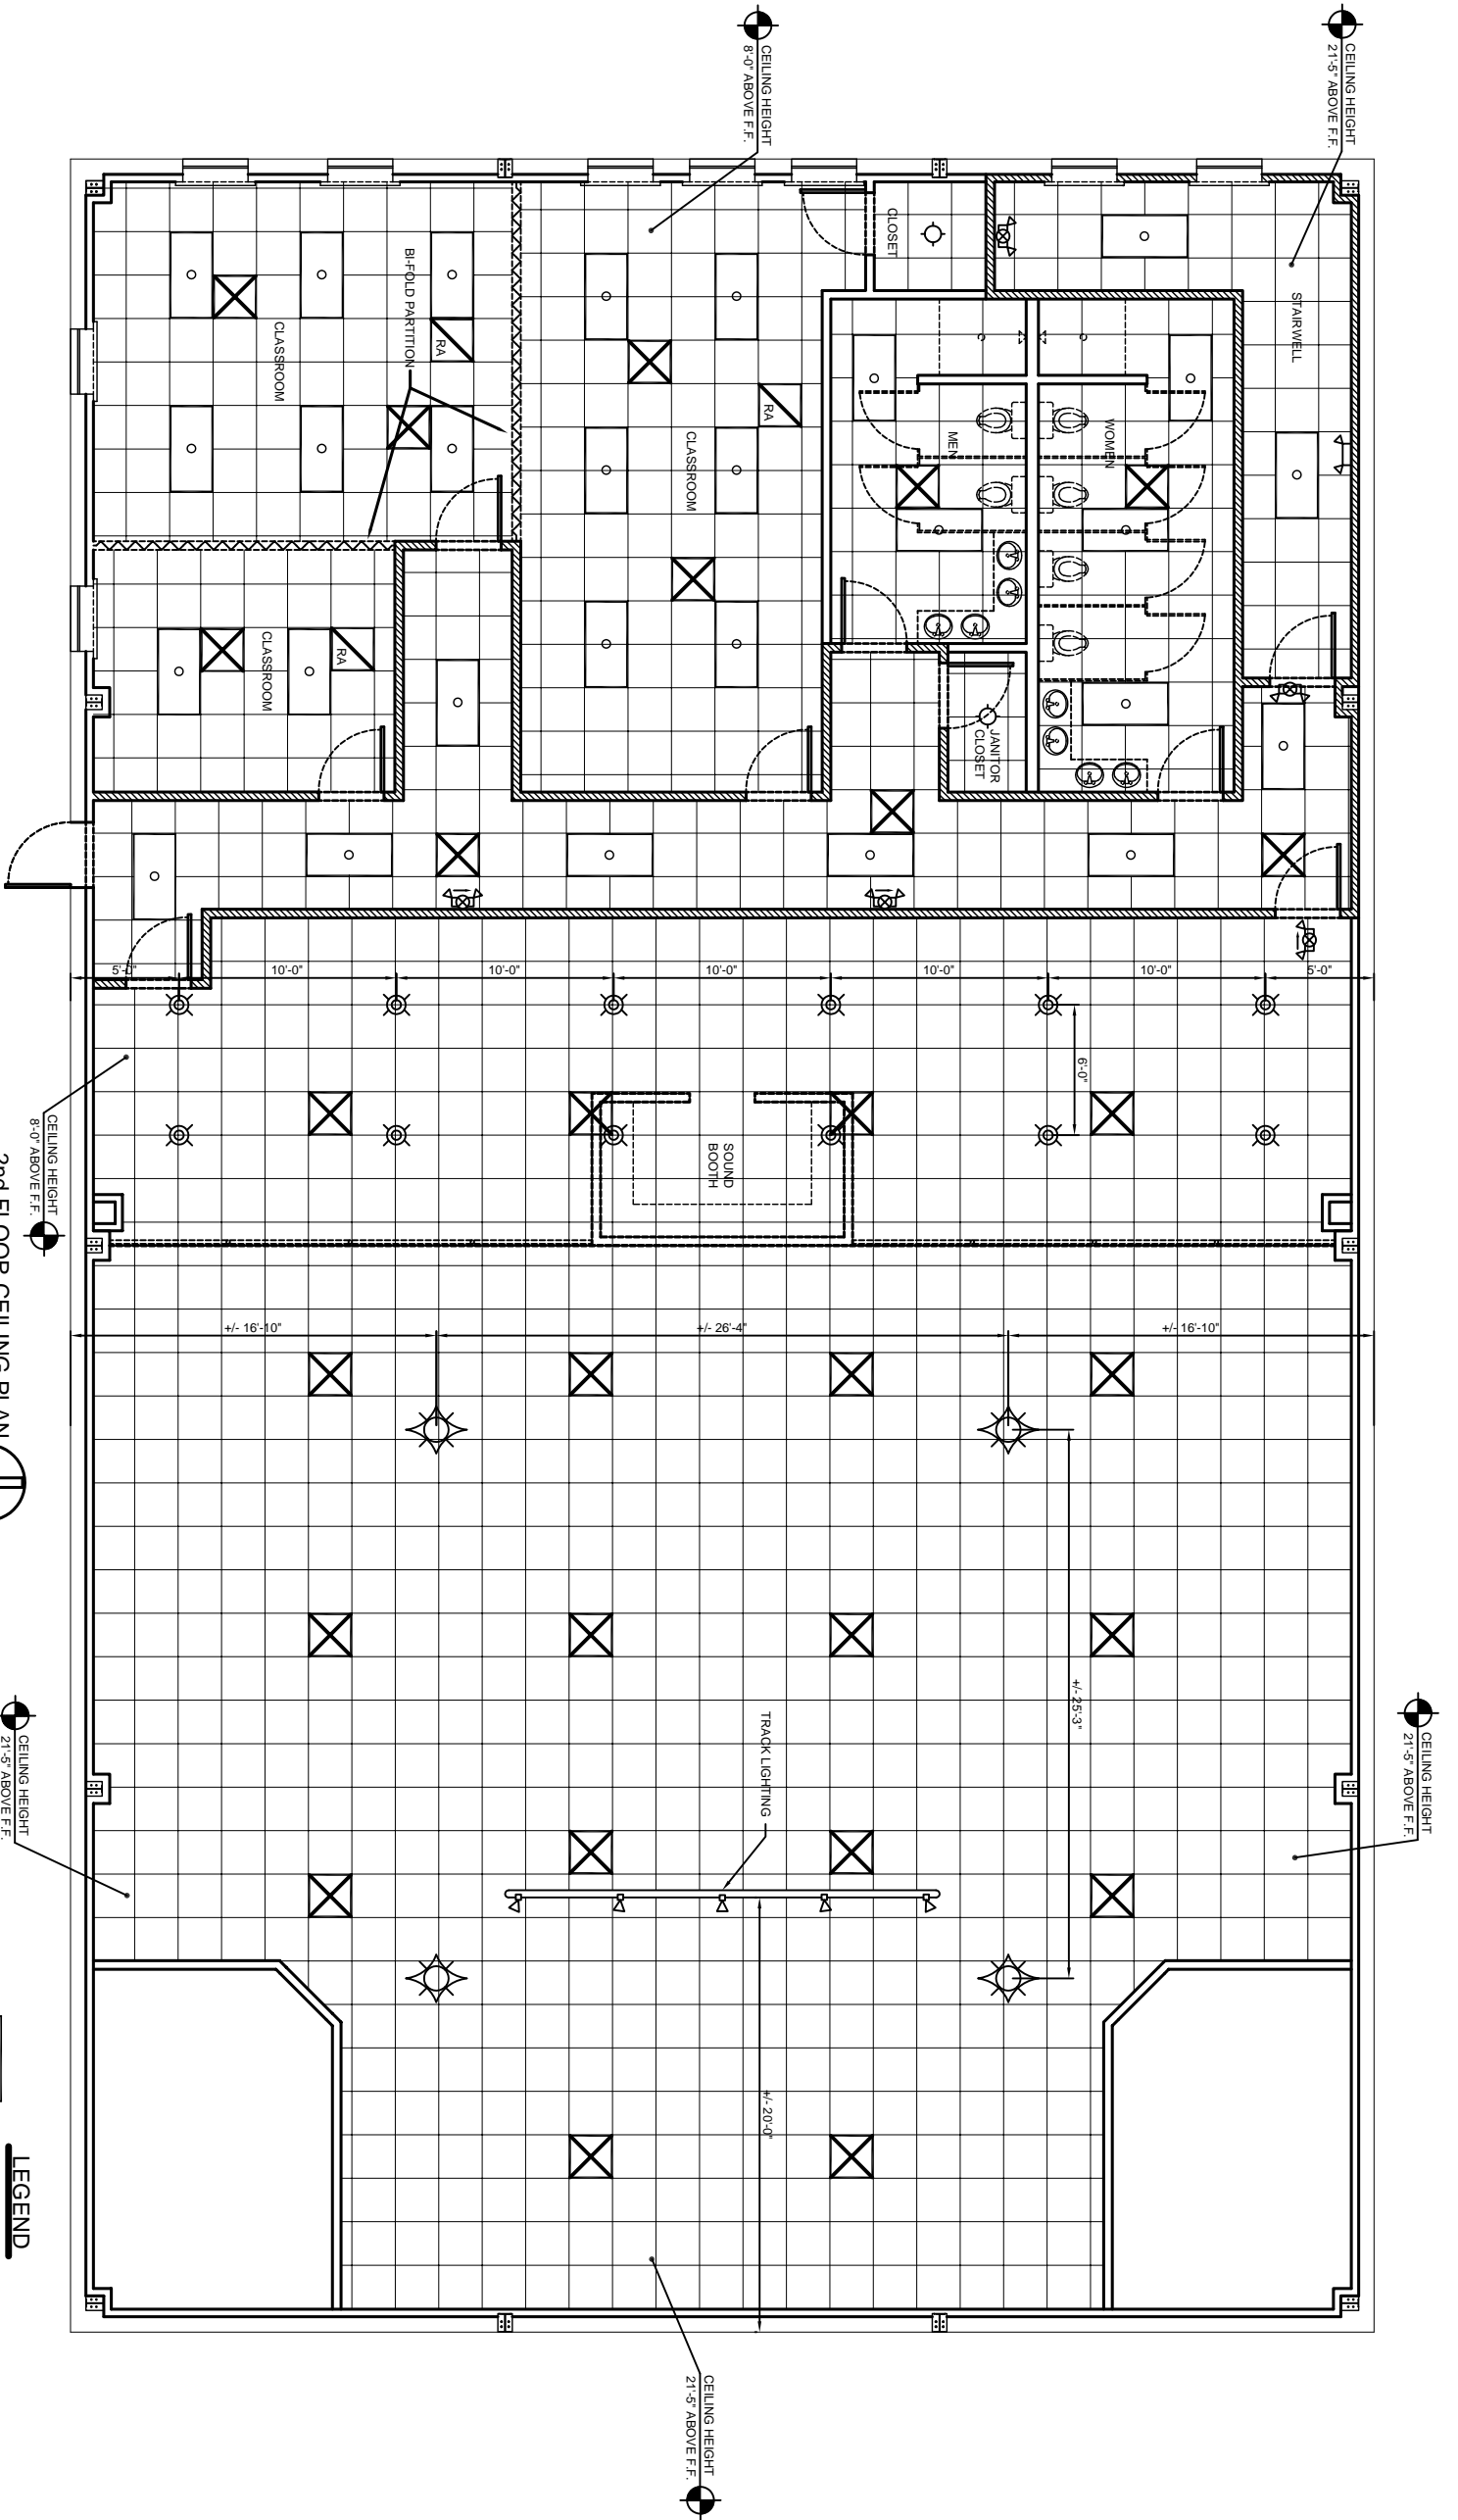 CEILING HEIGHT
21'-5" ABOVE F.F.
CEILING HEIGHT
8'-0" ABOVE F.F.
STAIRWELL
CLOSET
WOMEN
MEN
JANITOR
CLOSET
CLASSROOM
RA
BI-FOLD PARTITION
CLASSROOM
RA
CLASSROOM
RA
5'-0"
10'-0"
10'-0"
10'-0"
10'-0"
10'-0"
5'-0"
6'-0"
SOUND
BOOTH
CEILING HEIGHT
8'-0" ABOVE F.F.
+/- 16'-10"
+/- 26'-4"
+/- 16'-10"
+/- 25'-3"
TRACK LIGHTING
+/- 20'-0"
CEILING HEIGHT
21'-5" ABOVE F.F.
CEILING HEIGHT
21'-5" ABOVE F.F.
CEILING HEIGHT
21'-5" ABOVE F.F.
2nd FLOOR CEILING PLAN
LEGEND